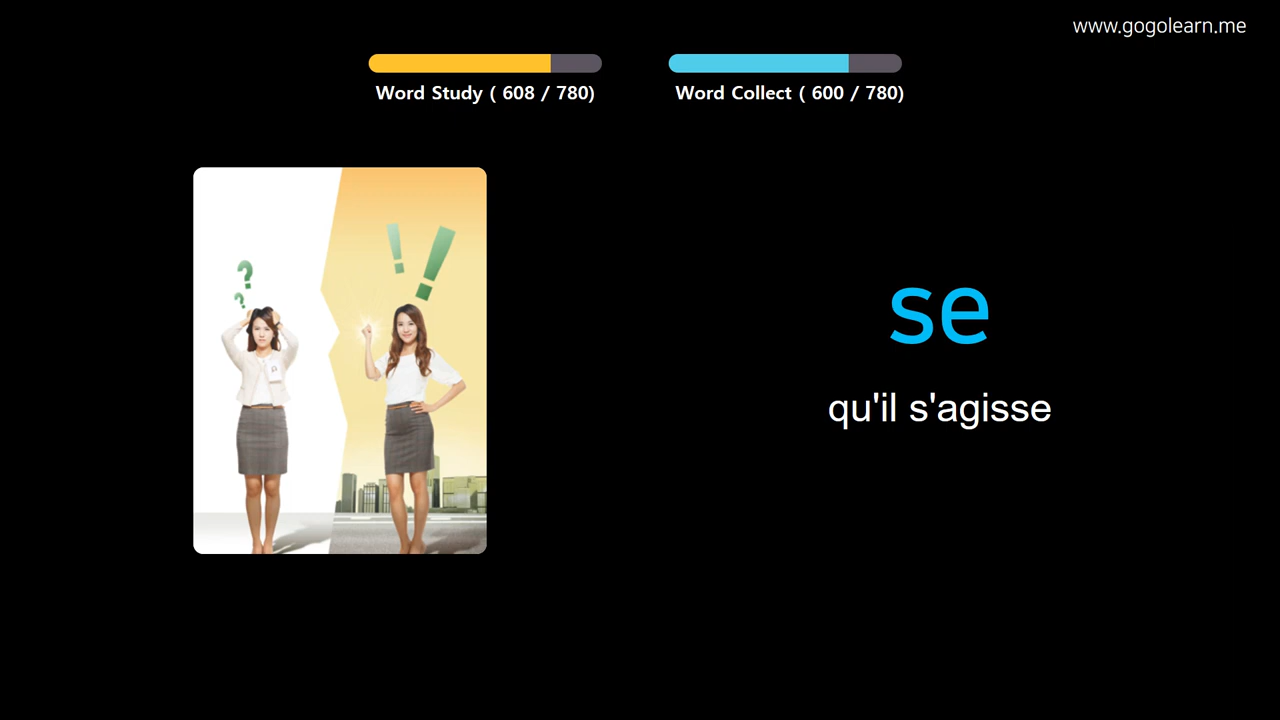 www.gogolearn.me
Word Study ( 608 / 780)
Word Collect ( 600 / 780)
? ?
! !
se
qu'il s'agisse